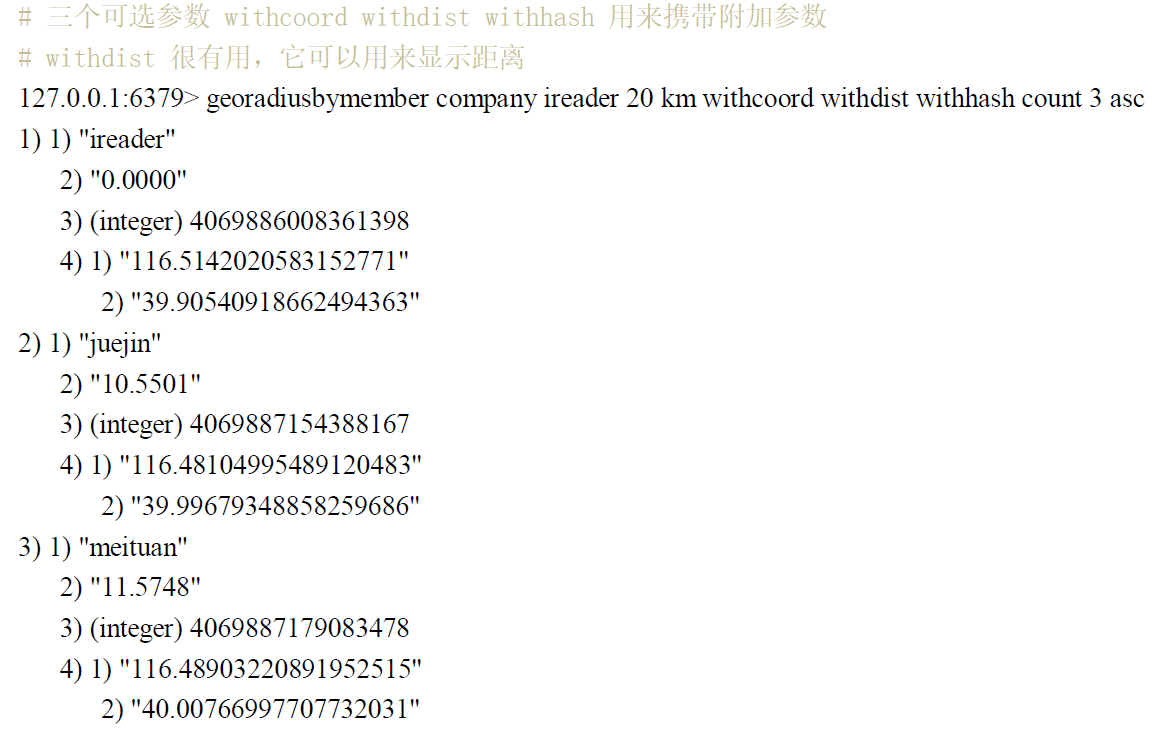 # 三个可选参数 withcoord withdist withhash 用来携带附加参数
# withdist 很有用，它可以用来显示距离
127.0.0.1:6379> georadiusbymember company ireader 20 km withcoord withdist withhash count 3 asc
1) 1) "ireader"
2) "0.0000"
3) (integer) 4069886008361398
4) 1) "116.5142020583152771"
2) "39.90540918662494363"
2) 1) "juejin"
2) "10.5501"
3) (integer) 4069887154388167
4) 1) "116.48104995489120483"
2) "39.99679348858259686"
3) 1) "meituan"
2) "11.5748"
3) (integer) 4069887179083478
4) 1) "116.48903220891952515"
2) "40.00766997707732031"